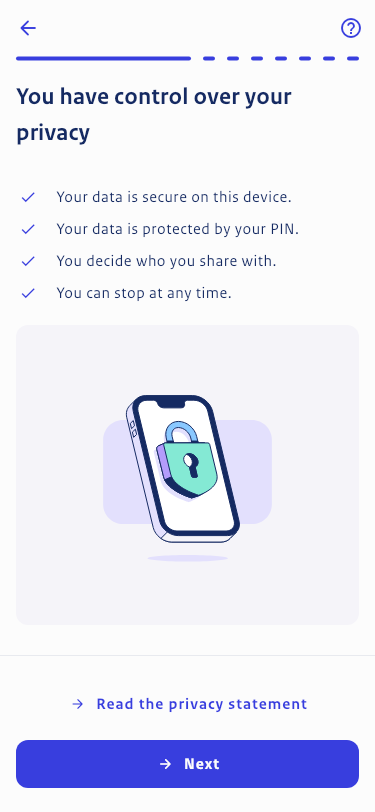 You have control over your
privacy
Your data is secure on this device.
Your data is protected by your PIN.
You decide who you share with.
You can stop at any time.
Read the privacy statement
Next